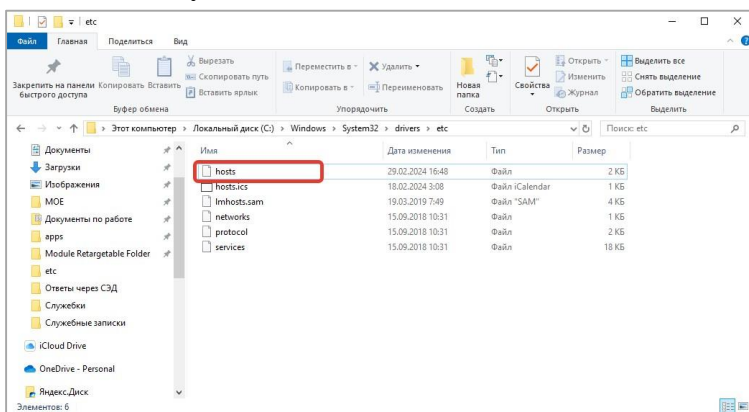 etc
Файл Главная Поделиться Вид
Закрепить на панели быстрого доступа
Копировать
Вставить
Вырезать
Скопировать путь
Вставить ярлык
Буфер обмена
Переместить в
Копировать в
Удалить
Переименовать
Упорядочить
Новая папка
Создать
Свойства
Открыть
Изменить
Журнал
Открыть
Выделить все
Снять выделение
Обратить выделение
Выделить
Этот компьютер > Локальный диск (C:) > Windows > System32 > drivers > etc
Поиск: etc
Документы
Загрузки
Изображения
МОЕ
Документы по работе
apps
Module Retargetable Folder
etc
Ответы через СЭД
Служебки
Служебные записки
iCloud Drive
OneDrive - Personal
Яндекс.Диск
Имя Дата изменения Тип Размер
hosts 29.02.2024 16:48 Файл 2 КБ
hosts.ics 18.02.2024 3:08 Файл iCalendar 1 КБ
lmhosts.sam 19.03.2019 7:49 Файл "SAM" 4 КБ
networks 15.09.2018 10:31 Файл 1 КБ
protocol 15.09.2018 10:31 Файл 2 КБ
services 15.09.2018 10:31 Файл 18 КБ
Элементов: 6